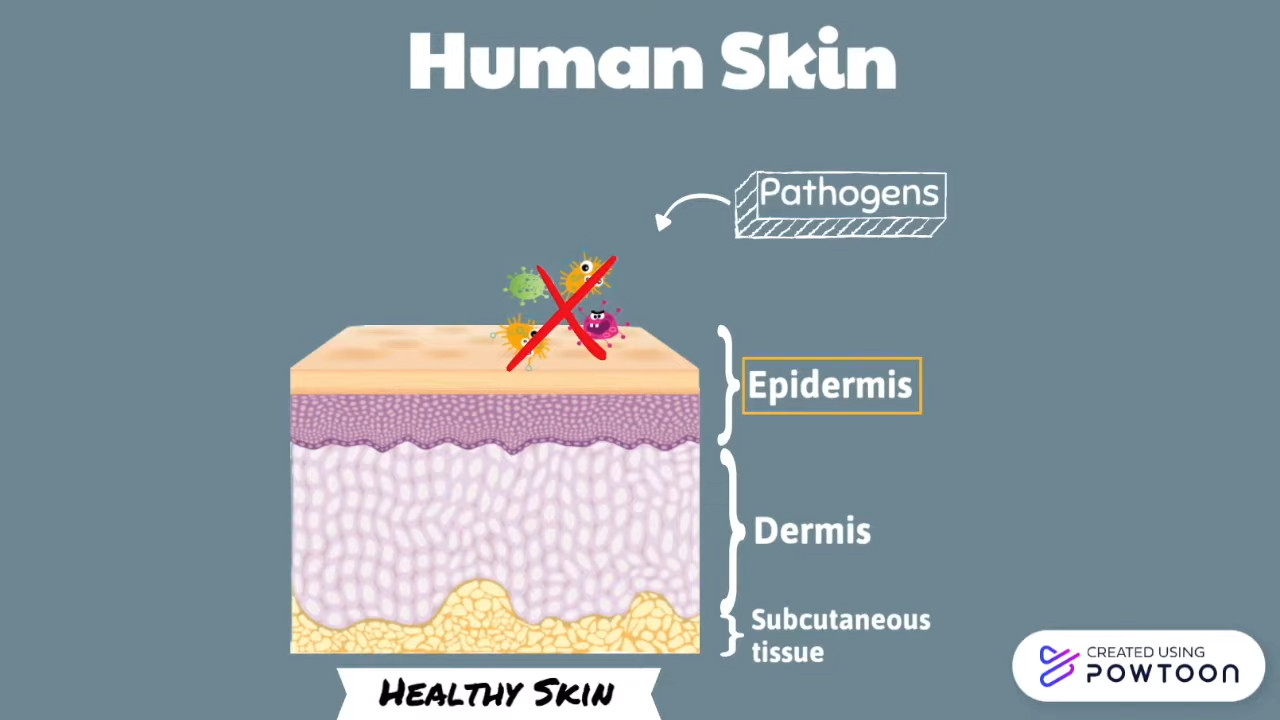 Human Skin
Pathogens
Epidermis
Dermis
Subcutaneous
tissue
HEALTHY SKIN
CREATED USING
POWTOON